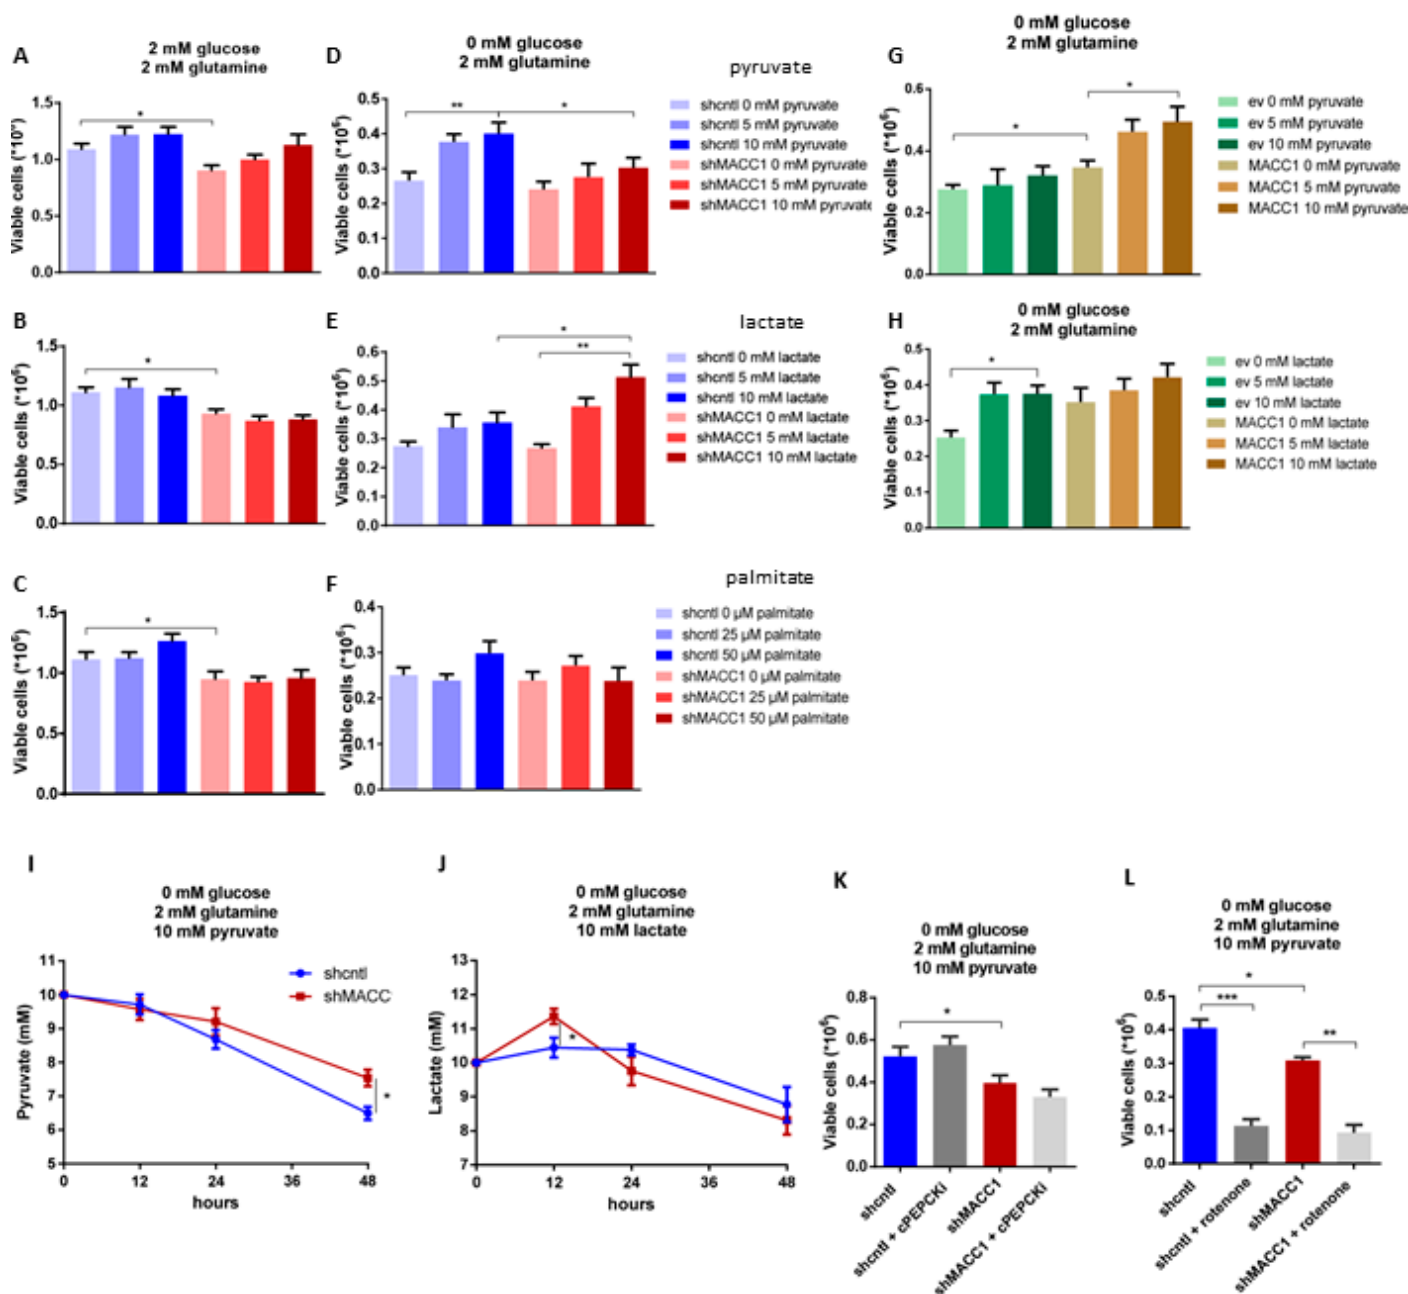 A
2 mM glucose
2 mM glutamine
Viable cells (*10⁶)
1.5
1.0
0.5
0.0
*
D
0 mM glucose
2 mM glutamine
Viable cells (*10⁶)
0.5
0.4
0.3
0.2
0.1
0.0
**
*
pyruvate
shcntl 0 mM pyruvate
shcntl 5 mM pyruvate
shcntl 10 mM pyruvate
shMACC1 0 mM pyruvate
shMACC1 5 mM pyruvate
shMACC1 10 mM pyruvate
G
0 mM glucose
2 mM glutamine
Viable cells (*10⁶)
0.6
0.4
0.2
0.0
*
*
ev 0 mM pyruvate
ev 5 mM pyruvate
ev 10 mM pyruvate
MACC1 0 mM pyruvate
MACC1 5 mM pyruvate
MACC1 10 mM pyruvate
B
Viable cells (*10⁶)
1.5
1.0
0.5
0.0
*
E
Viable cells (*10⁶)
0.6
0.5
0.4
0.3
0.2
0.1
0.0
*
**
lactate
shcntl 0 mM lactate
shcntl 5 mM lactate
shcntl 10 mM lactate
shMACC1 0 mM lactate
shMACC1 5 mM lactate
shMACC1 10 mM lactate
H
0 mM glucose
2 mM glutamine
Viable cells (*10⁶)
0.5
0.4
0.3
0.2
0.1
0.0
*
ev 0 mM lactate
ev 5 mM lactate
ev 10 mM lactate
MACC1 0 mM lactate
MACC1 5 mM lactate
MACC1 10 mM lactate
C
Viable cells (*10⁶)
1.5
1.0
0.5
0.0
*
F
Viable cells (*10⁶)
0.4
0.3
0.2
0.1
0.0
palmitate
shcntl 0 µM palmitate
shcntl 25 µM palmitate
shcntl 50 µM palmitate
shMACC1 0 µM palmitate
shMACC1 25 µM palmitate
shMACC1 50 µM palmitate
I
0 mM glucose
2 mM glutamine
10 mM pyruvate
Pyruvate (mM)
11
10
9
8
7
6
5
shcntl
shMACC
*
0 12 24 36 48
hours
J
0 mM glucose
2 mM glutamine
10 mM lactate
Lactate (mM)
13
12
11
10
9
8
7
*
0 12 24 36 48
hours
K
0 mM glucose
2 mM glutamine
10 mM pyruvate
Viable cells (*10⁶)
0.8
0.6
0.4
0.2
0.0
*
shcntl
shcntl + cPEPCKi
shMACC1
shMACC1 + cPEPCKi
L
0 mM glucose
2 mM glutamine
10 mM pyruvate
Viable cells (*10⁶)
0.5
0.4
0.3
0.2
0.1
0.0
*
***
**
shcntl
shcntl + rotenone
shMACC1
shMACC1 + rotenone